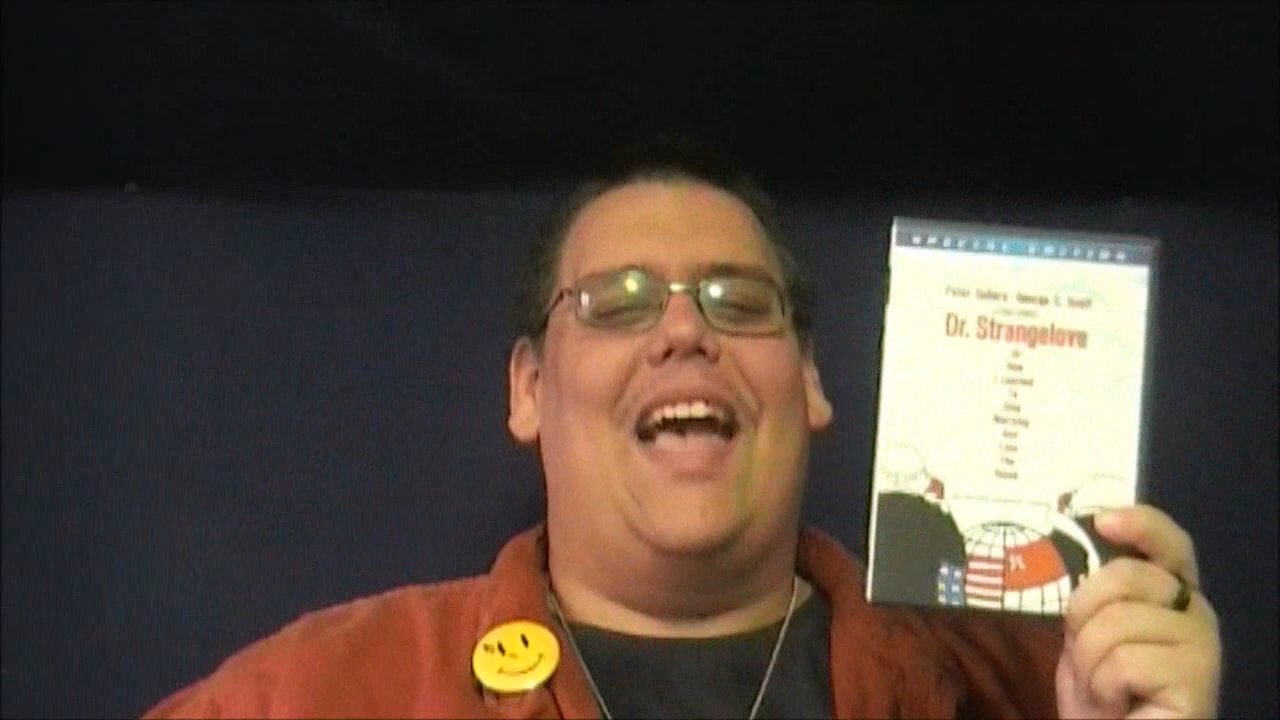 SPECIAL EDITION
Peter Sellers George C. Scott
Dr. Strangelove
Or
How
I Learned
To
Stop
Worrying
And
Love
The
Bomb